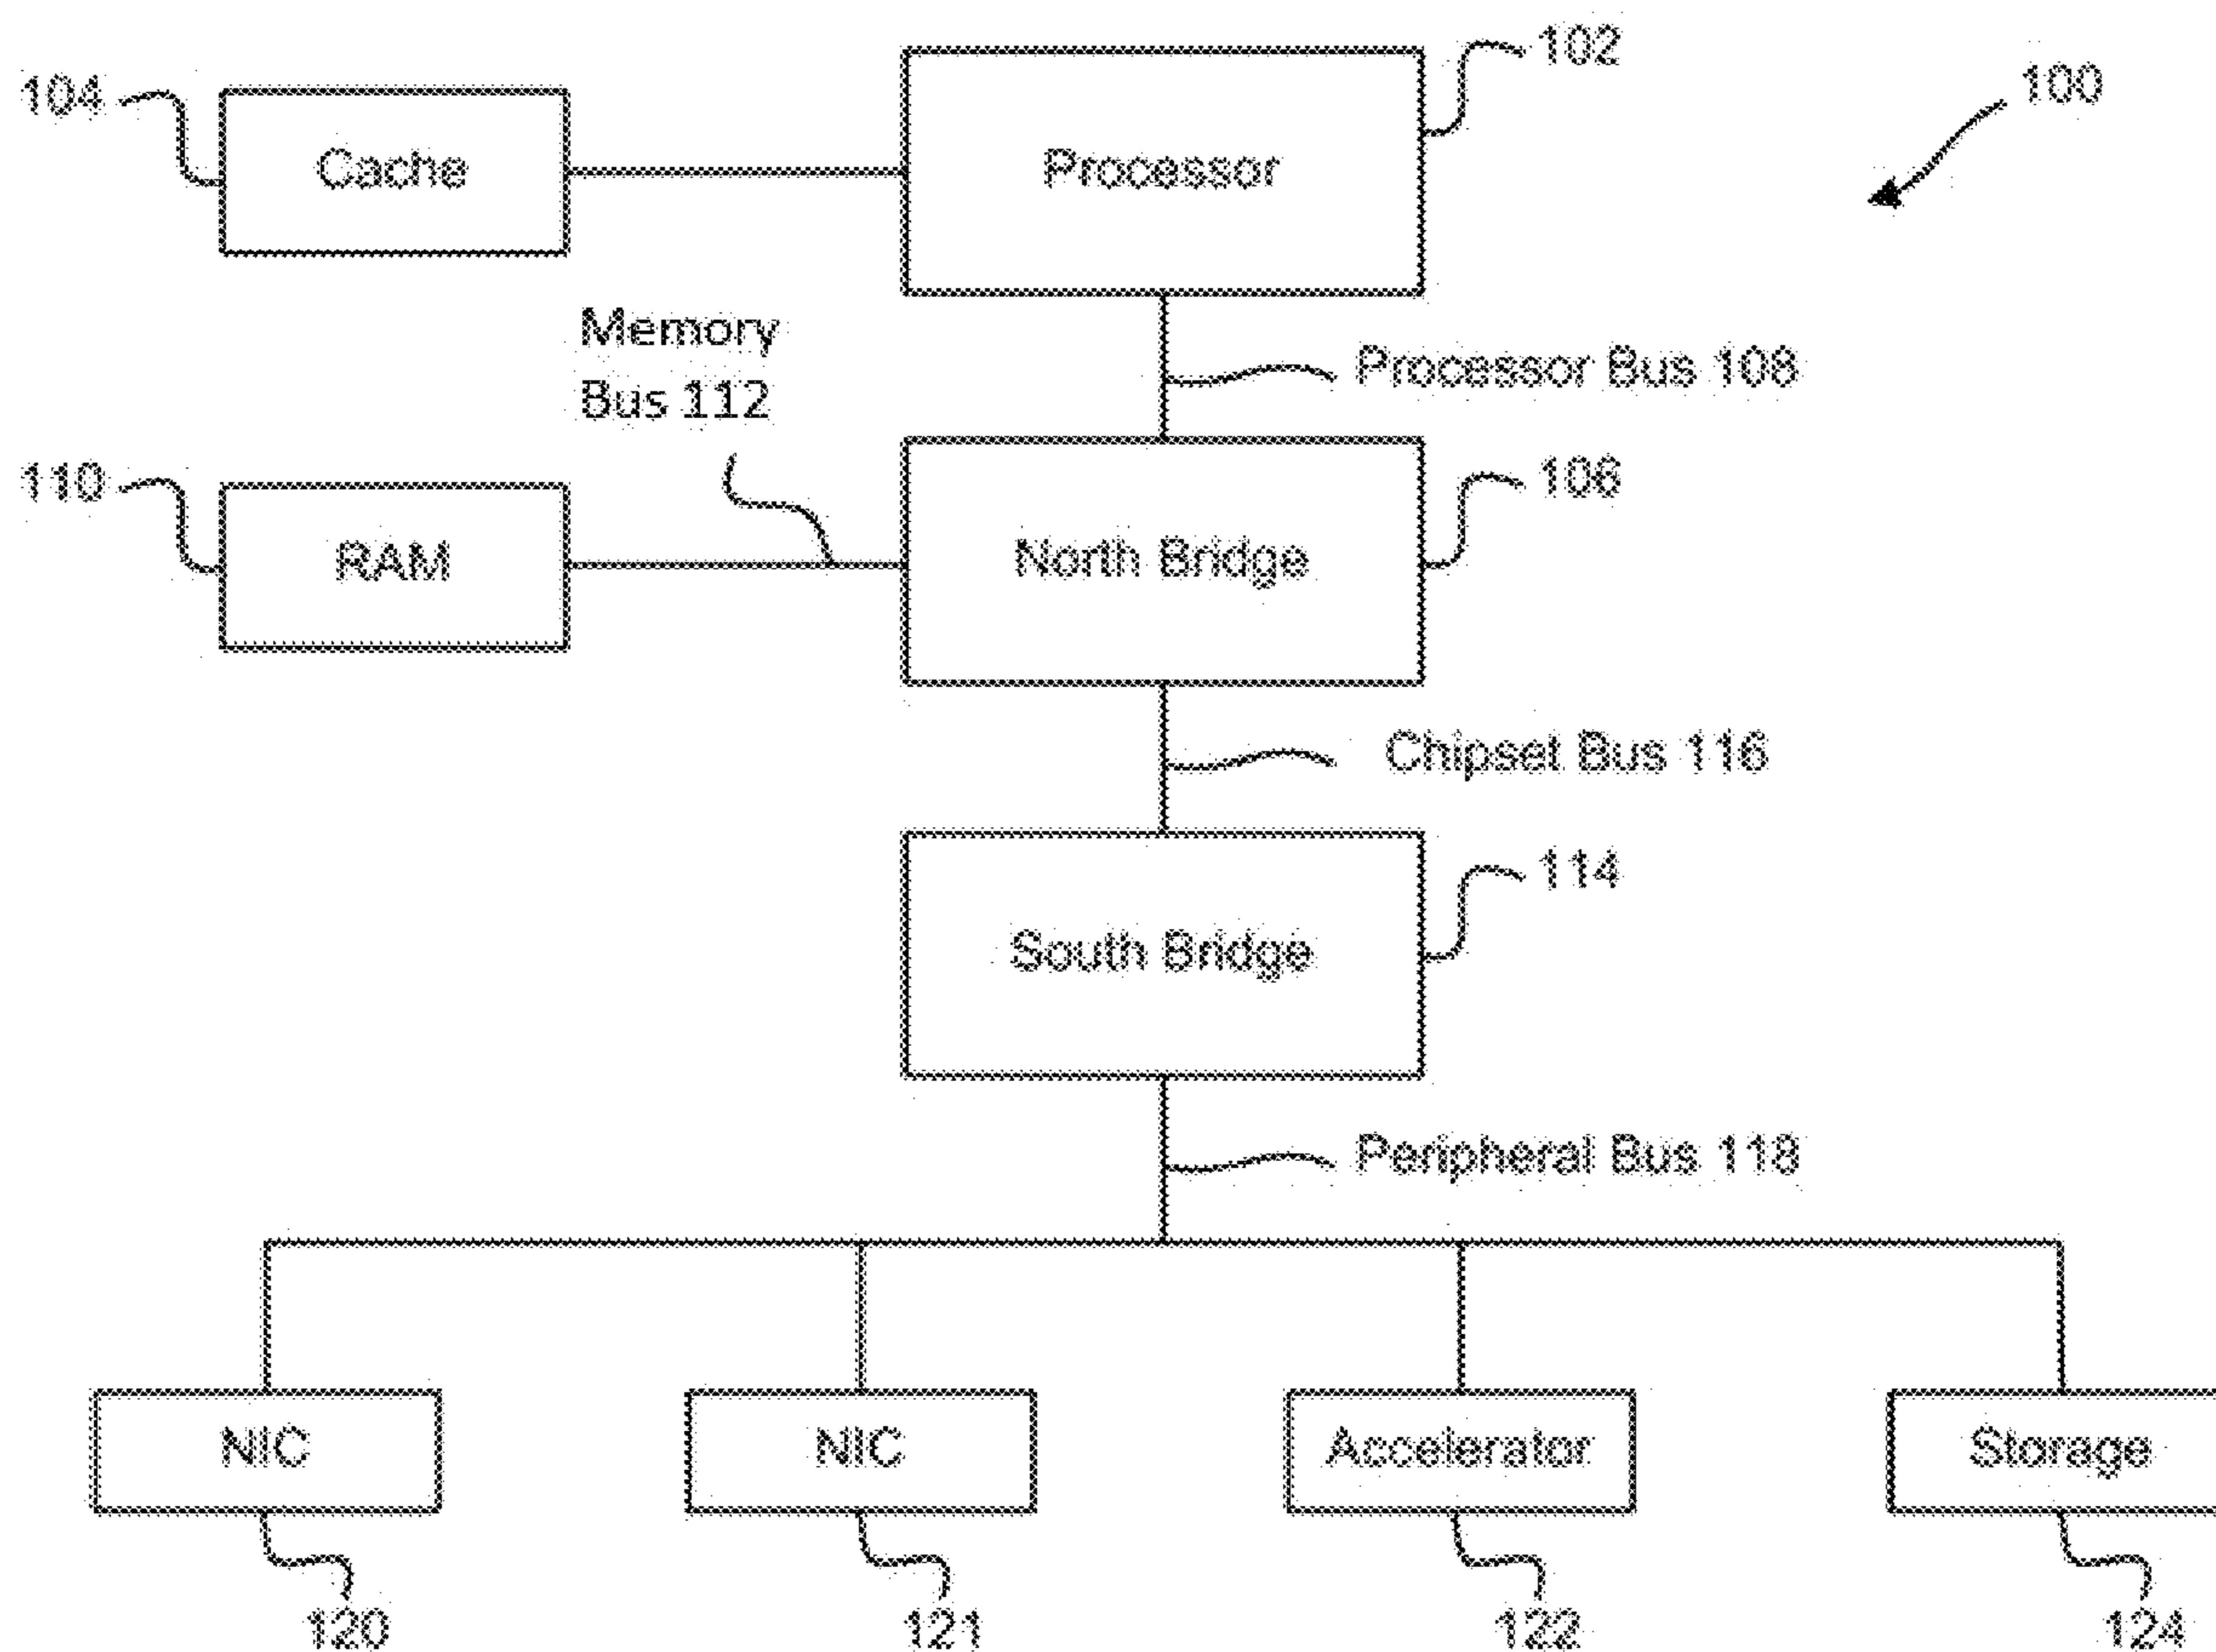 102
100
104
Cache
Processor
Memory
Bus 112
Processor Bus 108
110
106
RAM
North Bridge
Chipset Bus 116
114
South Bridge
Peripheral Bus 118
NIC
NIC
Accelerator
Storage
120
121
122
124